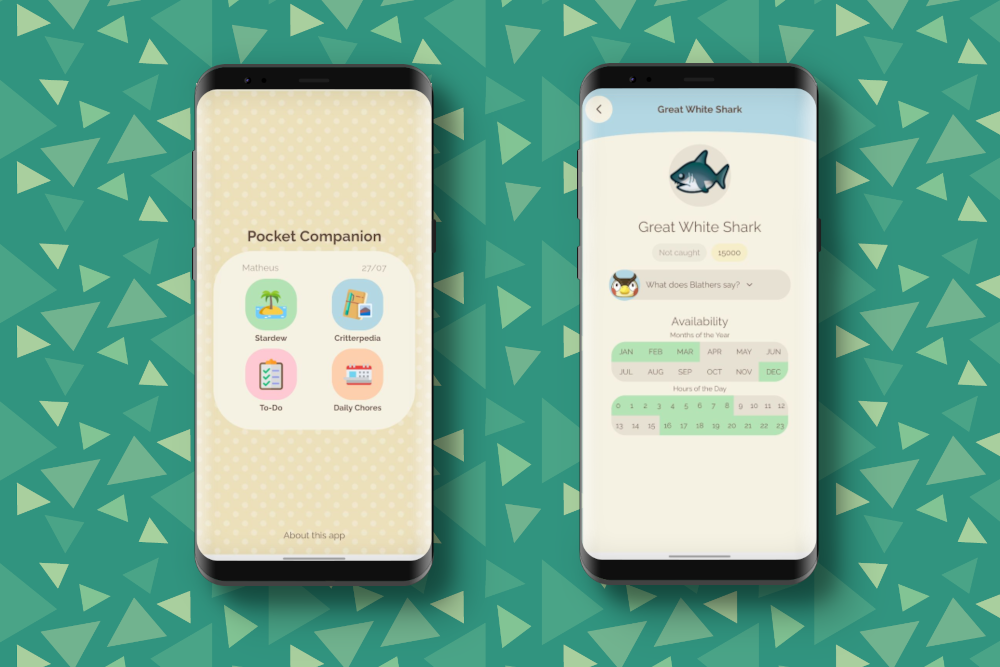 Pocket Companion
Matheus 27/07
Stardew Critterpedia
To-Do Daily Chores
About this app
Great White Shark
Great White Shark
Not caught 15000
What does Blathers say?
Availability
Months of the Year
JAN FEB MAR APR MAY JUN
JUL AUG SEP OCT NOV DEC
Hours of the Day
0 1 2 3 4 5 6 7 8 9 10 11 12
13 14 15 16 17 18 19 20 21 22 23